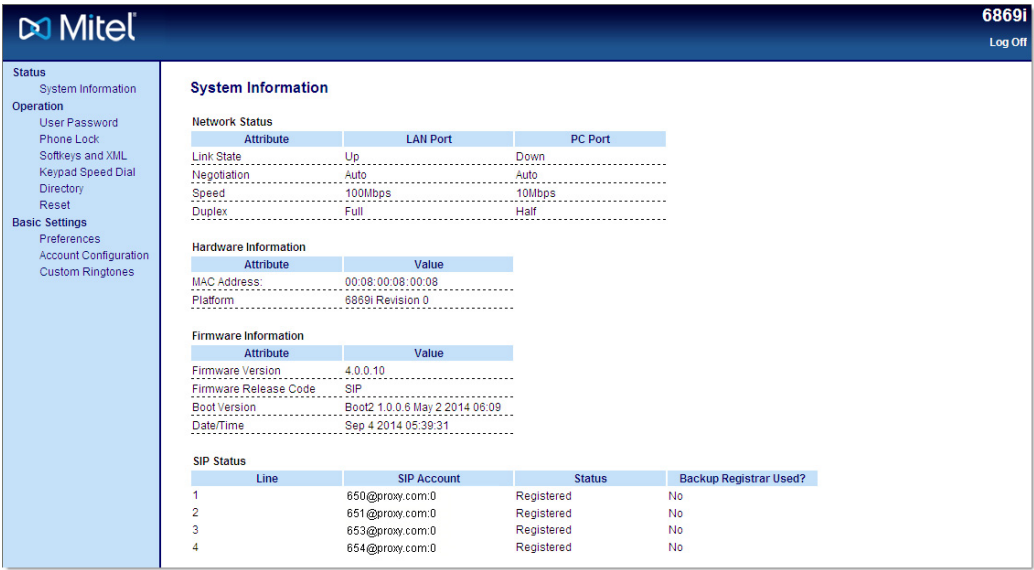 Mitel
6869i
Log Off
Status
System Information
Operation
User Password
Phone Lock
Softkeys and XML
Keypad Speed Dial
Directory
Reset
Basic Settings
Preferences
Account Configuration
Custom Ringtones
System Information
Network Status
Attribute LAN Port PC Port
Link State Up Down
Negotiation Auto Auto
Speed 100Mbps 10Mbps
Duplex Full Half
Hardware Information
Attribute Value
MAC Address: 00:08:00:08:00:08
Platform 6869i Revision 0
Firmware Information
Attribute Value
Firmware Version 4.0.0.10
Firmware Release Code SIP
Boot Version Boot2 1.0.0.6 May 2 2014 06:09
Date/Time Sep 4 2014 05:39:31
SIP Status
Line SIP Account Status Backup Registrar Used?
1 650@proxy.com:0 Registered No
2 651@proxy.com:0 Registered No
3 653@proxy.com:0 Registered No
4 654@proxy.com:0 Registered No